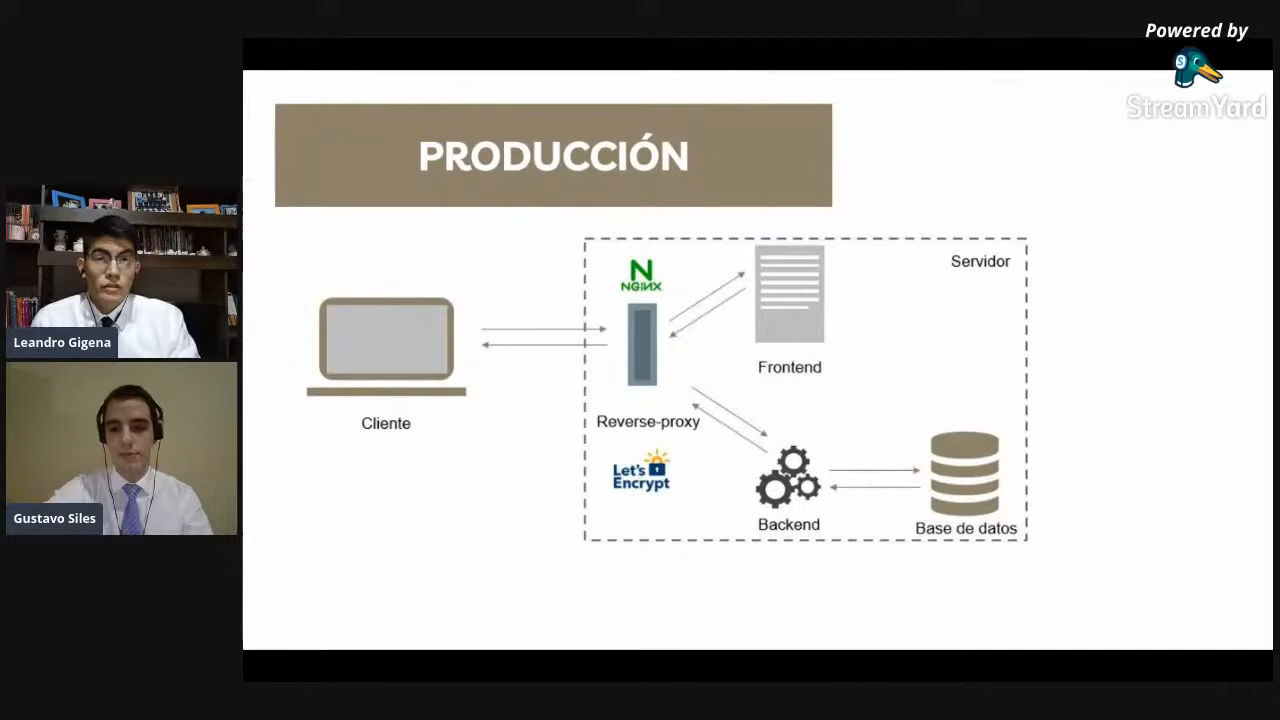 Powered by
StreamYard
PRODUCCIÓN
Servidor
NGINX
Frontend
Cliente
Reverse-proxy
Let's
Encrypt
Backend
Base de datos
Leandro Gigena
Gustavo Siles